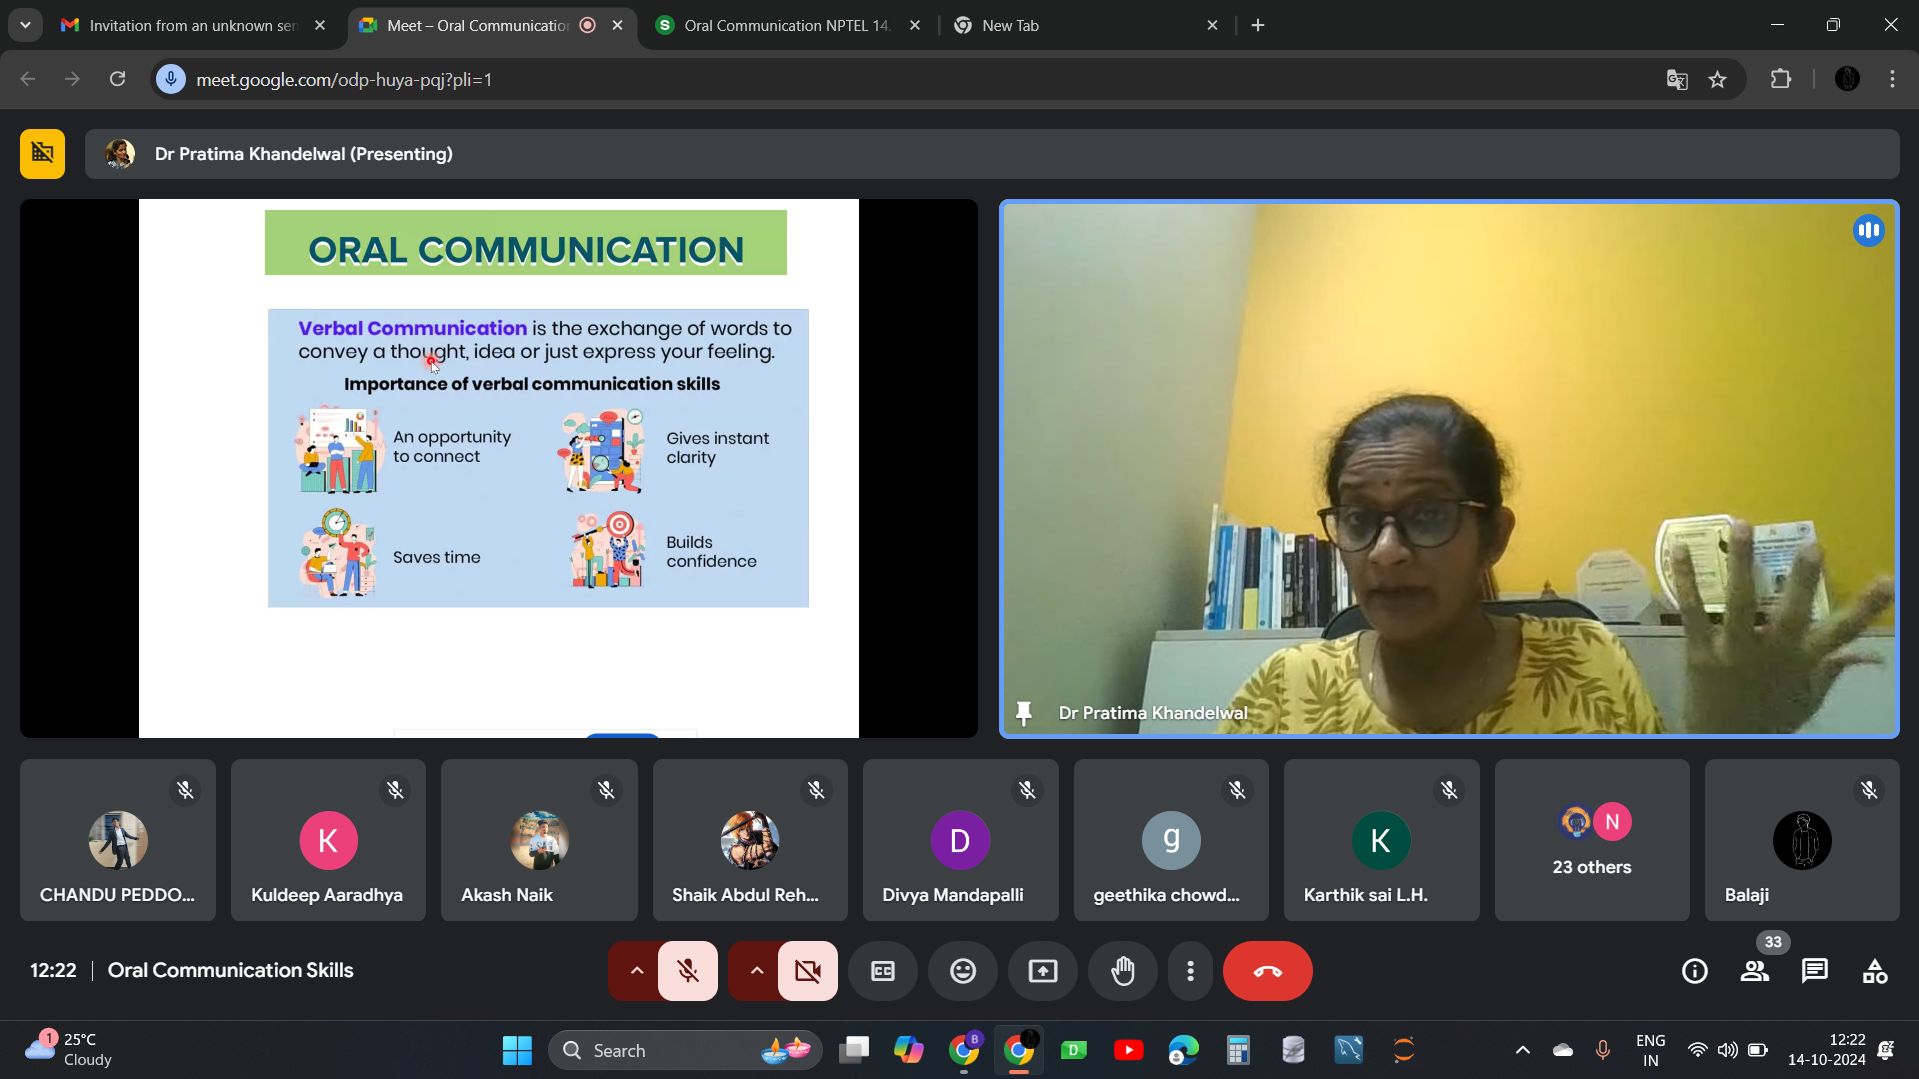 Invitation from an unknown sen
Meet – Oral Communication
Oral Communication NPTEL 14.
New Tab
meet.google.com/odp-huya-pqj?pli=1
Dr Pratima Khandelwal (Presenting)
ORAL COMMUNICATION
Verbal Communication is the exchange of words to
convey a thought, idea or just express your feeling.
Importance of verbal communication skills
An opportunity
to connect
Gives instant
clarity
Saves time
Builds
confidence
Dr Pratima Khandelwal
CHANDU PEDDO...
K
Kuldeep Aaradhya
Akash Naik
Shaik Abdul Reh...
D
Divya Mandapalli
g
geethika chowd...
K
Karthik sai L.H.
N
23 others
Balaji
12:22 | Oral Communication Skills
33
1
25°C
Cloudy
Search
B
D
ENG
IN
12:22
14-10-2024